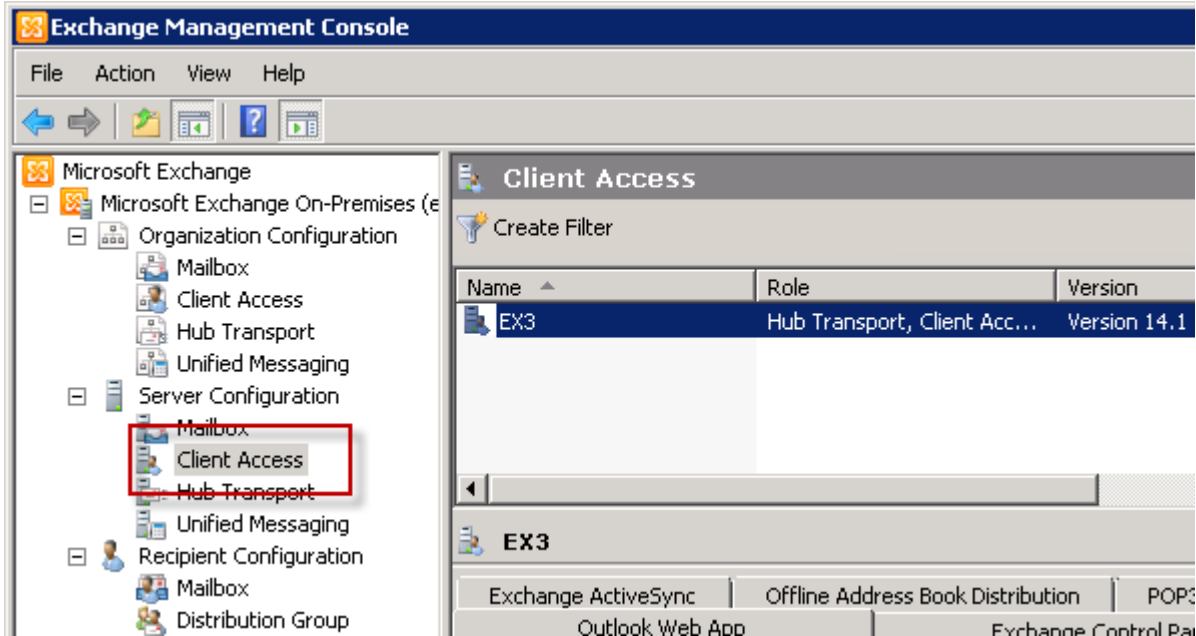 Exchange Management Console
File Action View Help
Microsoft Exchange
Microsoft Exchange On-Premises (e
Organization Configuration
Mailbox
Client Access
Hub Transport
Unified Messaging
Server Configuration
Mailbox
Client Access
Hub Transport
Unified Messaging
Recipient Configuration
Mailbox
Distribution Group
Client Access
Create Filter
Name Role Version
EX3 Hub Transport, Client Acc... Version 14.1
EX3
Exchange ActiveSync Offline Address Book Distribution POP3
Outlook Web App Exchange Control Pa